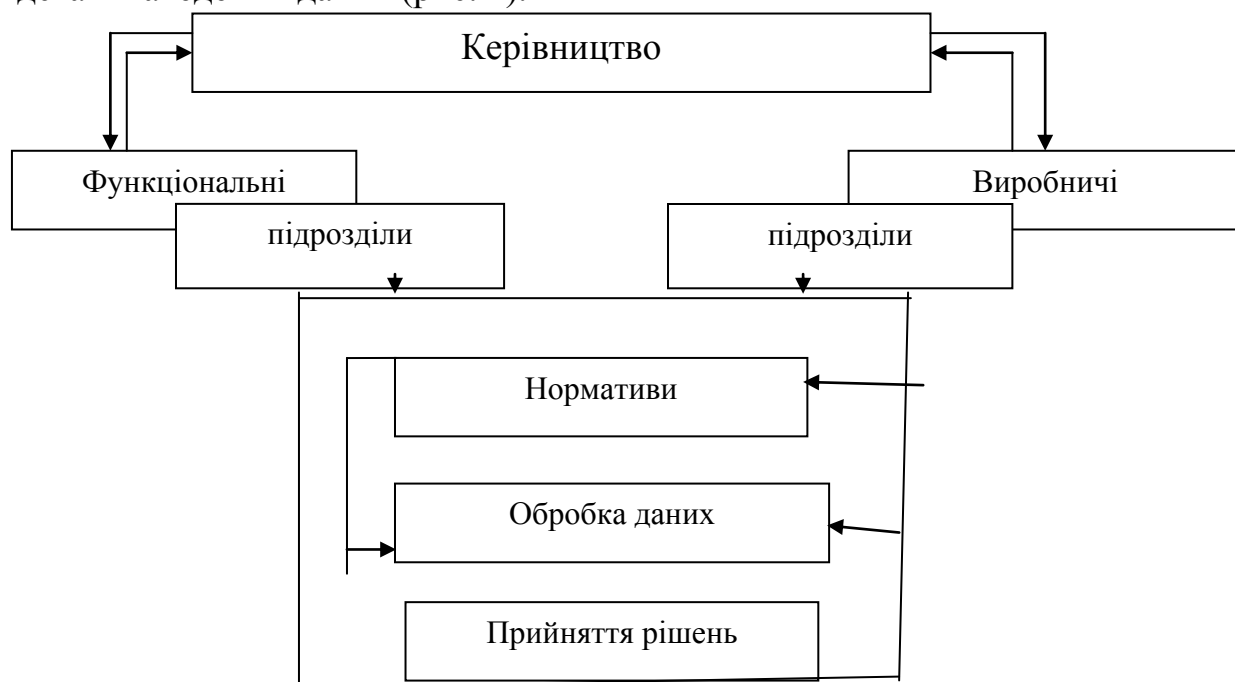 Керівництво
Функціональні
Виробничі
підрозділи
підрозділи
Нормативи
Обробка даних
Прийняття рішень